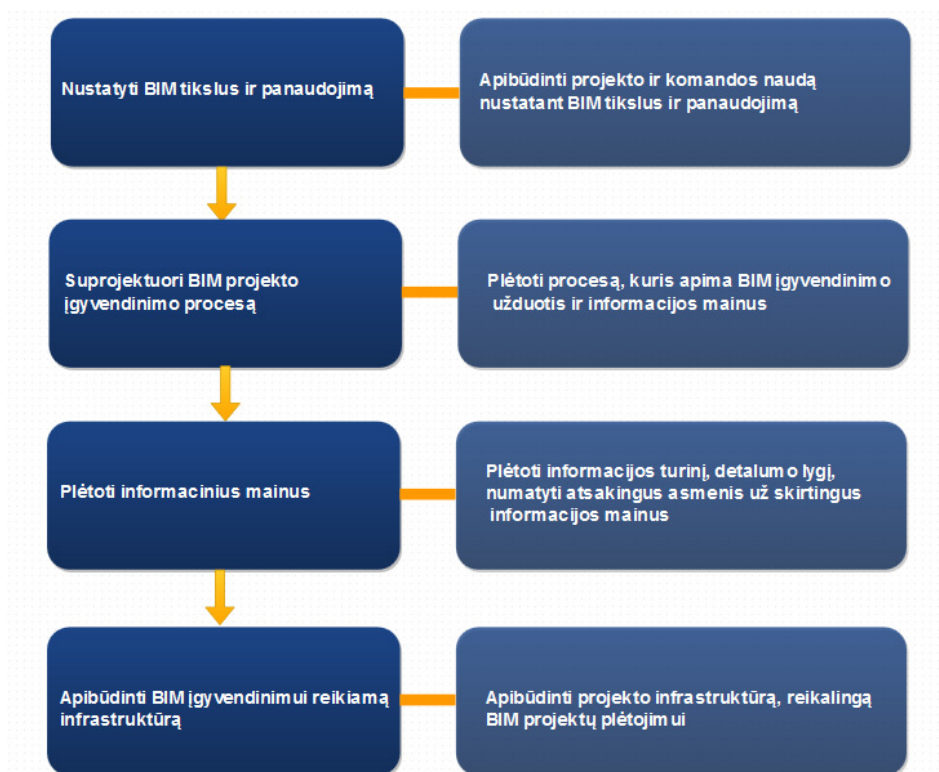 Nustatyti BIM tikslus ir panaudojimą
Apibūdinti projekto ir komandos naudą
nustatant BIM tikslus ir panaudojimą
Suprojektuori BIM projekto
įgyvendinimo procesą
Plėtoti procesą, kuris apima BIM įgyvendinimo
užduotis ir informacijos mainus
Plėtoti informacinius mainus
Plėtoti informacijos turinį, detalumo lygį,
numatyti atsakingus asmenis už skirtingus
informacijos mainus
Apibūdinti BIM įgyvendinimui reikiamą
infrastruktūrą
Apibūdinti projekto infrastruktūrą, reikalingą
BIM projektų plėtojimui